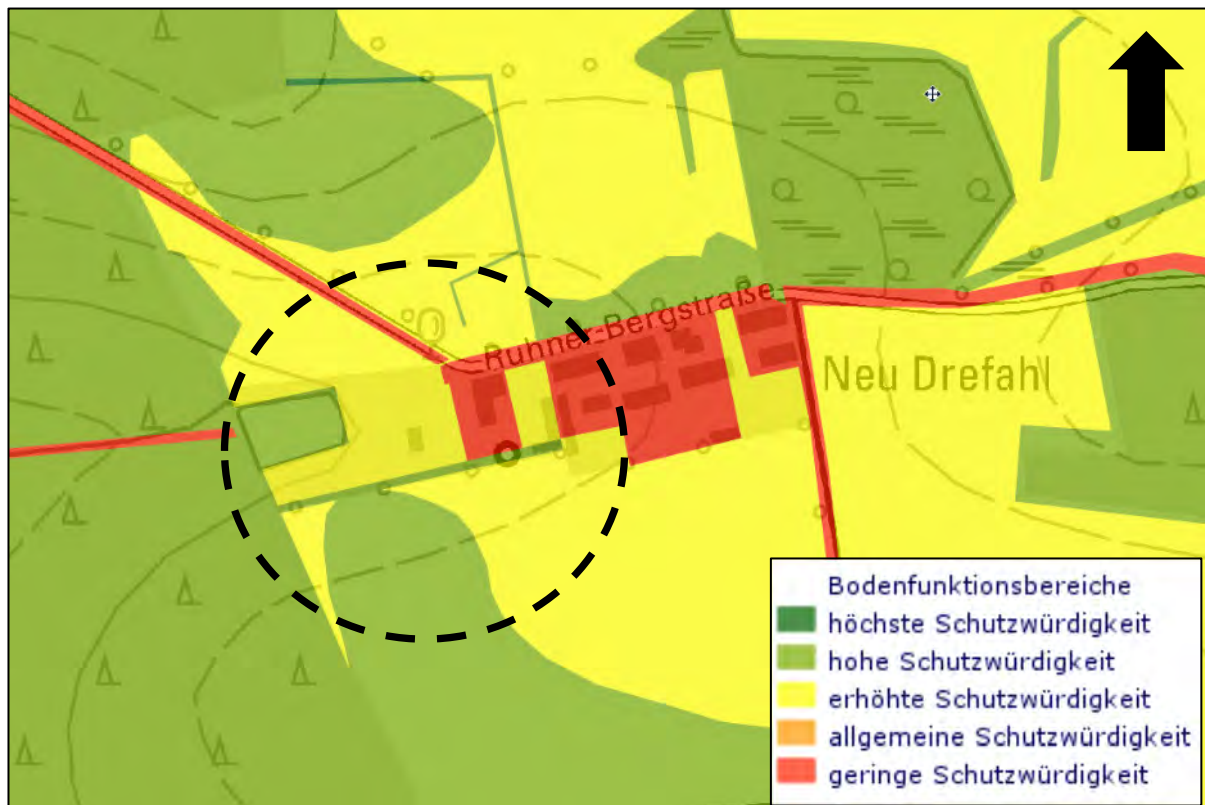 Ruhner-Bergstraße
Neu Drefahl
Bodenfunktionsbereiche
höchste Schutzwürdigkeit
hohe Schutzwürdigkeit
erhöhte Schutzwürdigkeit
allgemeine Schutzwürdigkeit
geringe Schutzwürdigkeit